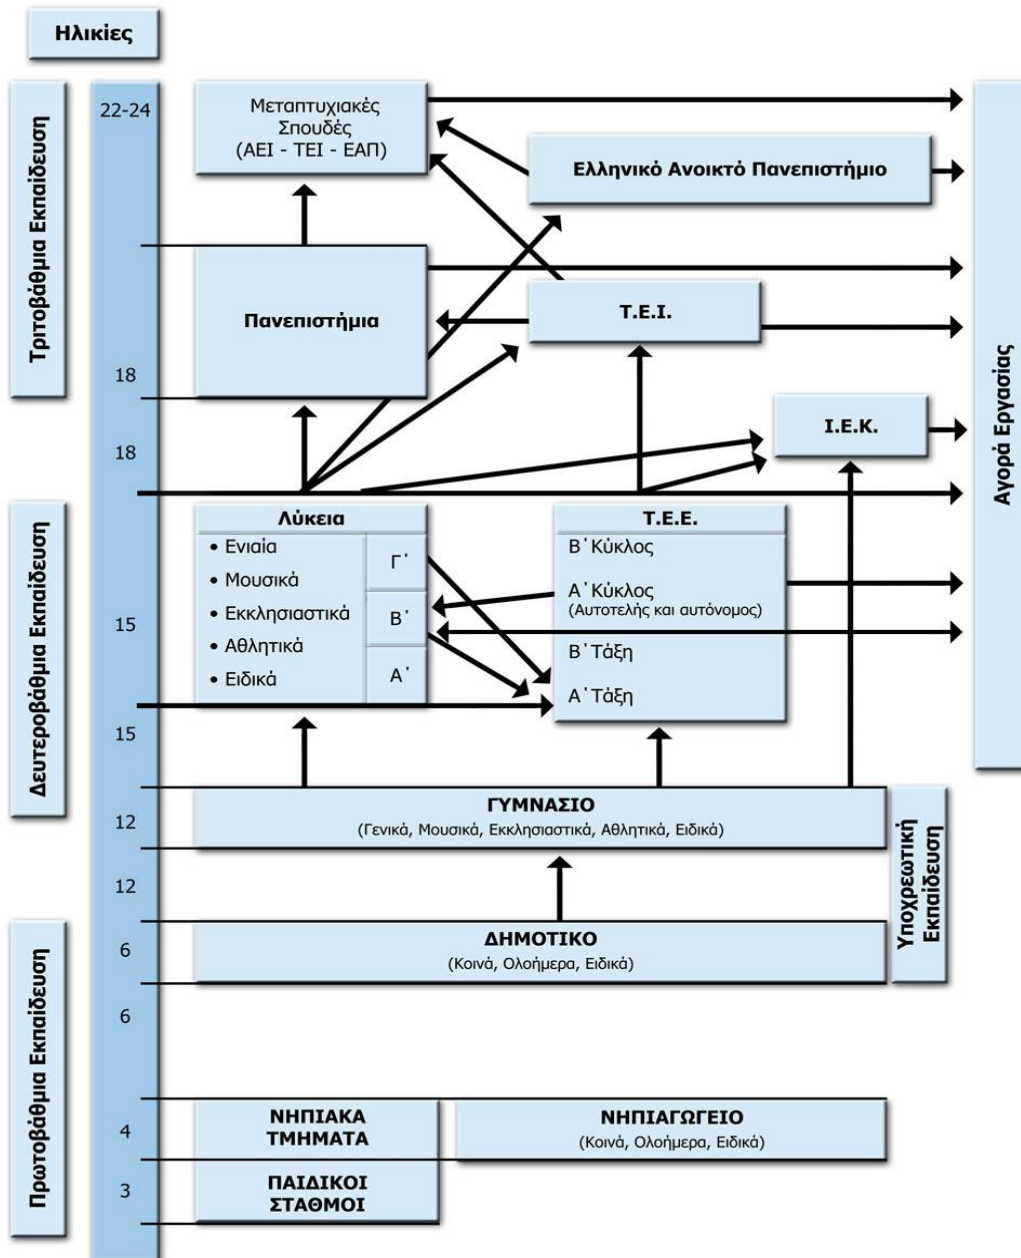 Ηλικίες
Τριτοβάθμια Εκπαίδευση
Δευτεροβάθμια Εκπαίδευση
Πρωτοβάθμια Εκπαίδευση
22-24
18
18
15
15
12
12
6
6
4
3
Μεταπτυχιακές
Σπουδές
(ΑΕΙ - ΤΕΙ - ΕΑΠ)
Ελληνικό Ανοικτό Πανεπιστήμιο
Πανεπιστήμια
Τ.Ε.Ι.
Ι.Ε.Κ.
Αγορά Εργασίας
Λύκεια
• Ενιαία
• Μουσικά
• Εκκλησιαστικά
• Αθλητικά
• Ειδικά
Γ'
Β'
Α'
Τ.Ε.Ε.
Β' Κύκλος
Α' Κύκλος
(Αυτοτελής και αυτόνομος)
Β' Τάξη
Α' Τάξη
ΓΥΜΝΑΣΙΟ
(Γενικά, Μουσικά, Εκκλησιαστικά, Αθλητικά, Ειδικά)
ΔΗΜΟΤΙΚΟ
(Κοινά, Ολοήμερα, Ειδικά)
Υποχρεωτική
Εκπαίδευση
ΝΗΠΙΑΚΑ
ΤΜΗΜΑΤΑ
ΝΗΠΙΑΓΩΓΕΙΟ
(Κοινά, Ολοήμερα, Ειδικά)
ΠΑΙΔΙΚΟΙ
ΣΤΑΘΜΟΙ